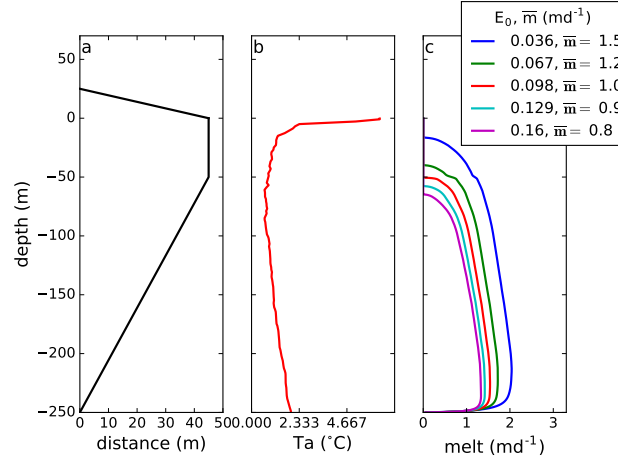 E0, m̅ (md-1)
0.036, m̅ = 1.5
0.067, m̅ = 1.2
0.098, m̅ = 1.0
0.129, m̅ = 0.9
0.16, m̅ = 0.8
a
b
c
50
0
−50
−100
−150
−200
−250
depth (m)
0 10 20 30 40 50
distance (m)
0.000 2.333 4.667
Ta (°C)
0 1 2 3
melt (md-1)